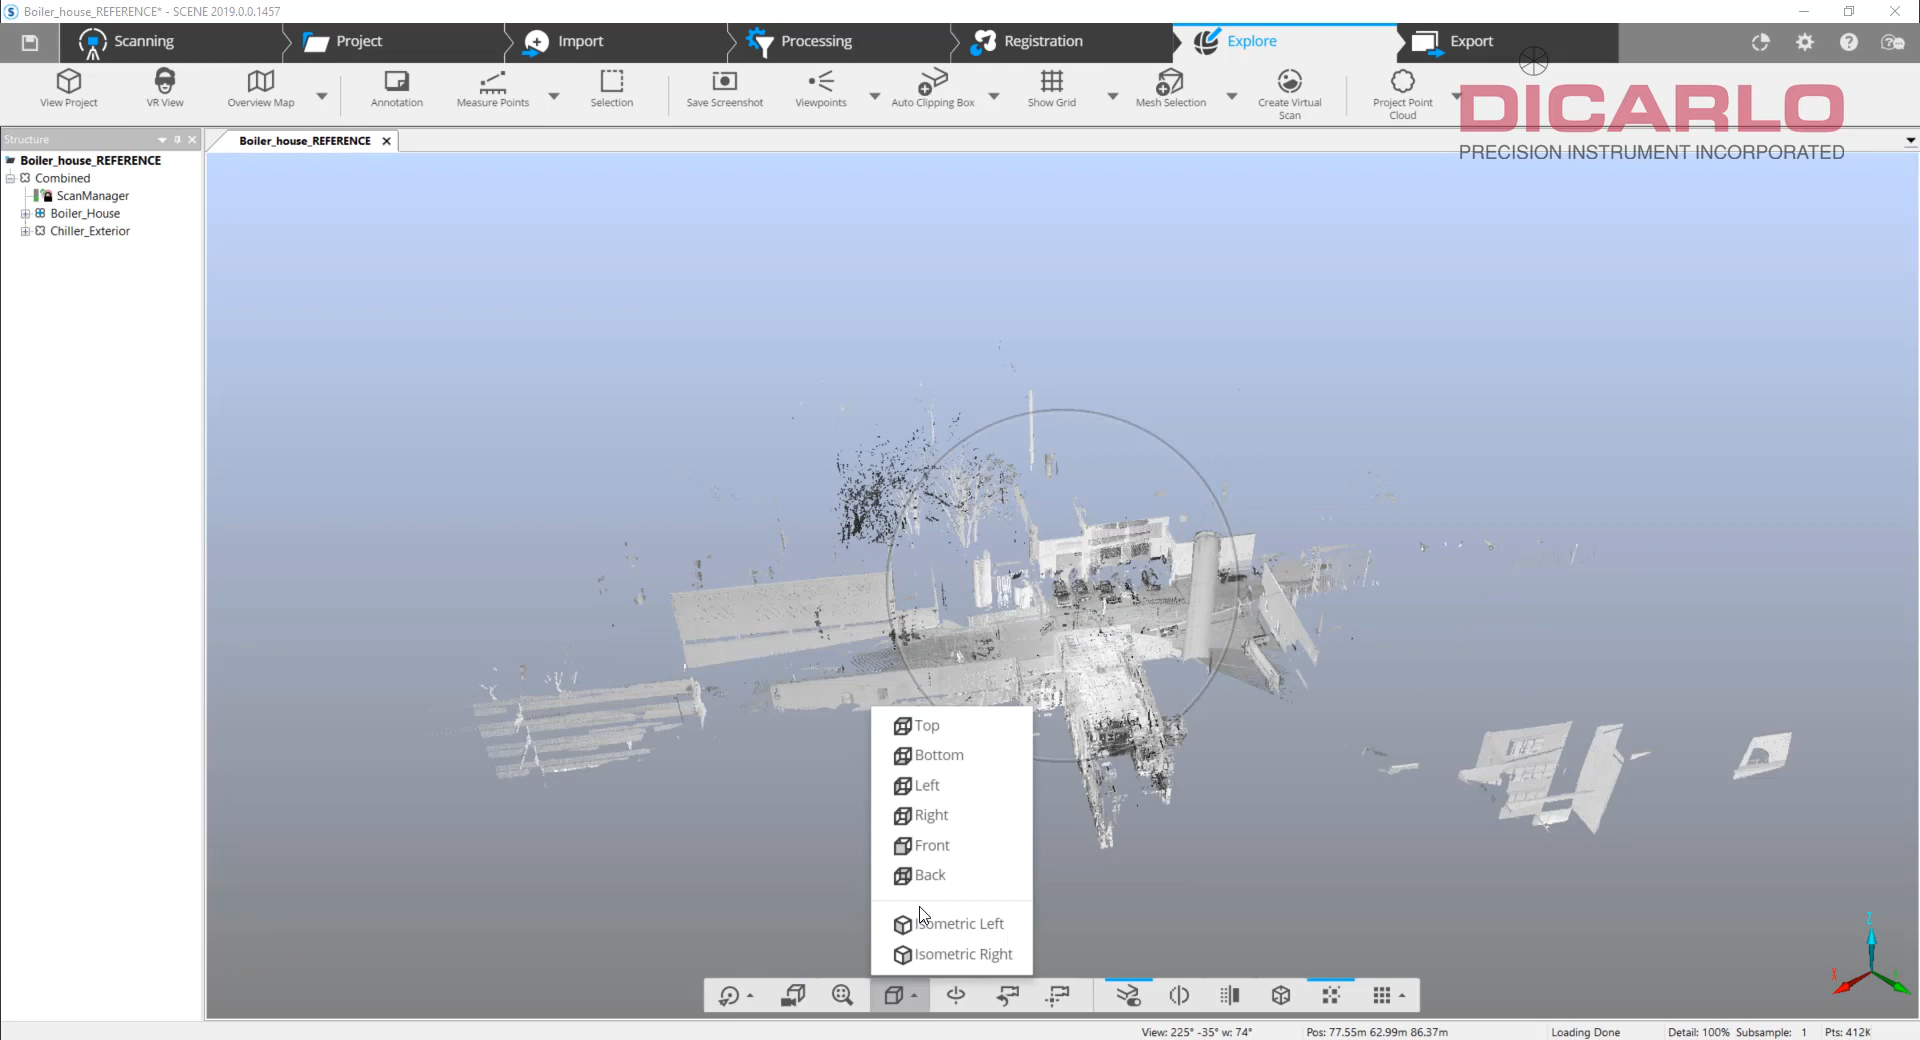 Boiler_house_REFERENCE* - SCENE 2019.0.0.1457
Scanning
Project
Import
Processing
Registration
Explore
Export
View Project
VR View
Overview Map
Annotation
Measure Points
Selection
Save Screenshot
Viewpoints
Auto Clipping Box
Show Grid
Mesh Selection
Create Virtual
Scan
Project Point
Cloud
DICARLO
PRECISION INSTRUMENT INCORPORATED
Structure
Boiler_house_REFERENCE
Boiler_house_REFERENCE
Combined
ScanManager
Boiler_House
Chiller_Exterior
Top
Bottom
Left
Right
Front
Back
Isometric Left
Isometric Right
Z
X
View: 225° -35° w: 74°
Pos: 77.55m 62.99m 86.37m
Loading Done
Detail: 100% Subsample: 1
Pts: 412K